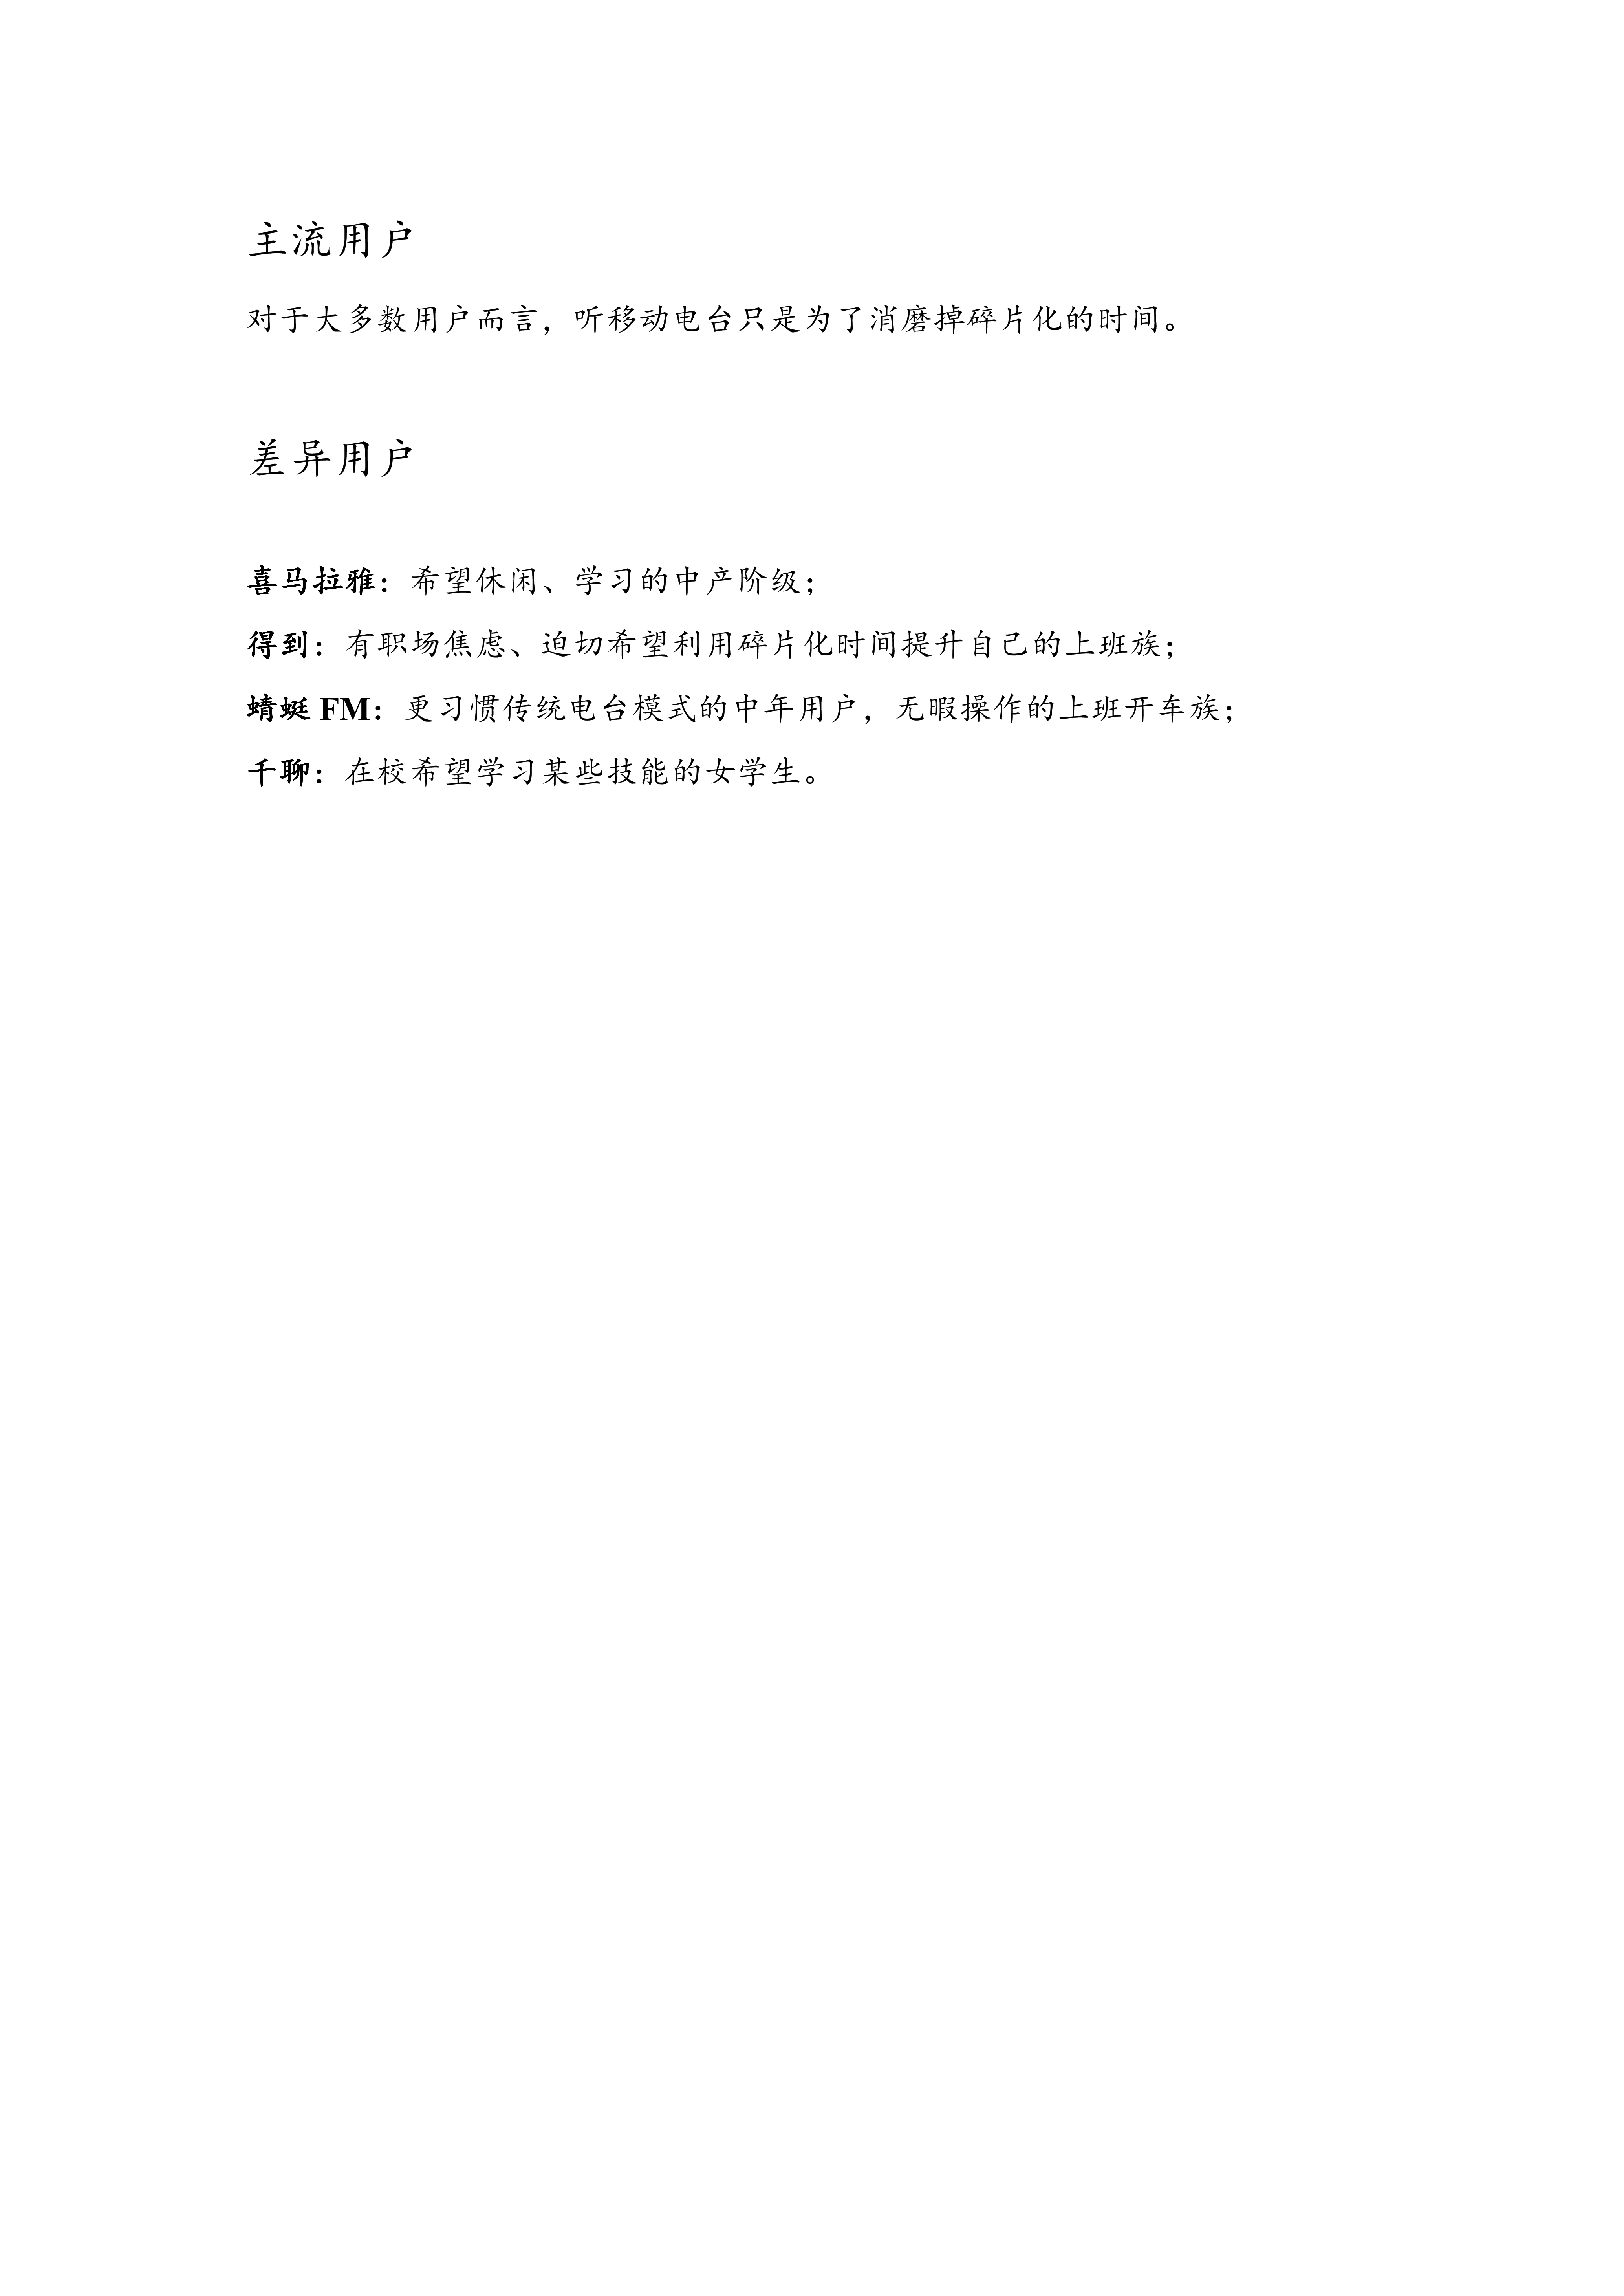 主流用户
对于大多数用户而言，听移动电台只是为了消磨掉碎片化的时间。
差异用户
喜马拉雅：希望休闲、学习的中产阶级；
得到：有职场焦虑、迫切希望利用碎片化时间提升自己的上班族；
蜻蜓 FM：更习惯传统电台模式的中年用户，无暇操作的上班开车族；
千聊：在校希望学习某些技能的女学生。